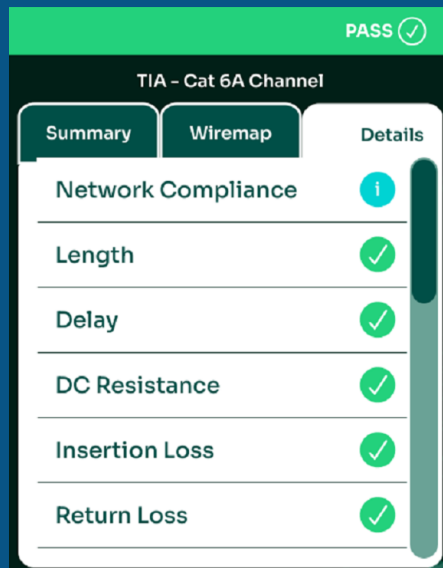 PASS
TIA - Cat 6A Channel
Summary Wiremap Details
Network Compliance i
Length
Delay
DC Resistance
Insertion Loss
Return Loss